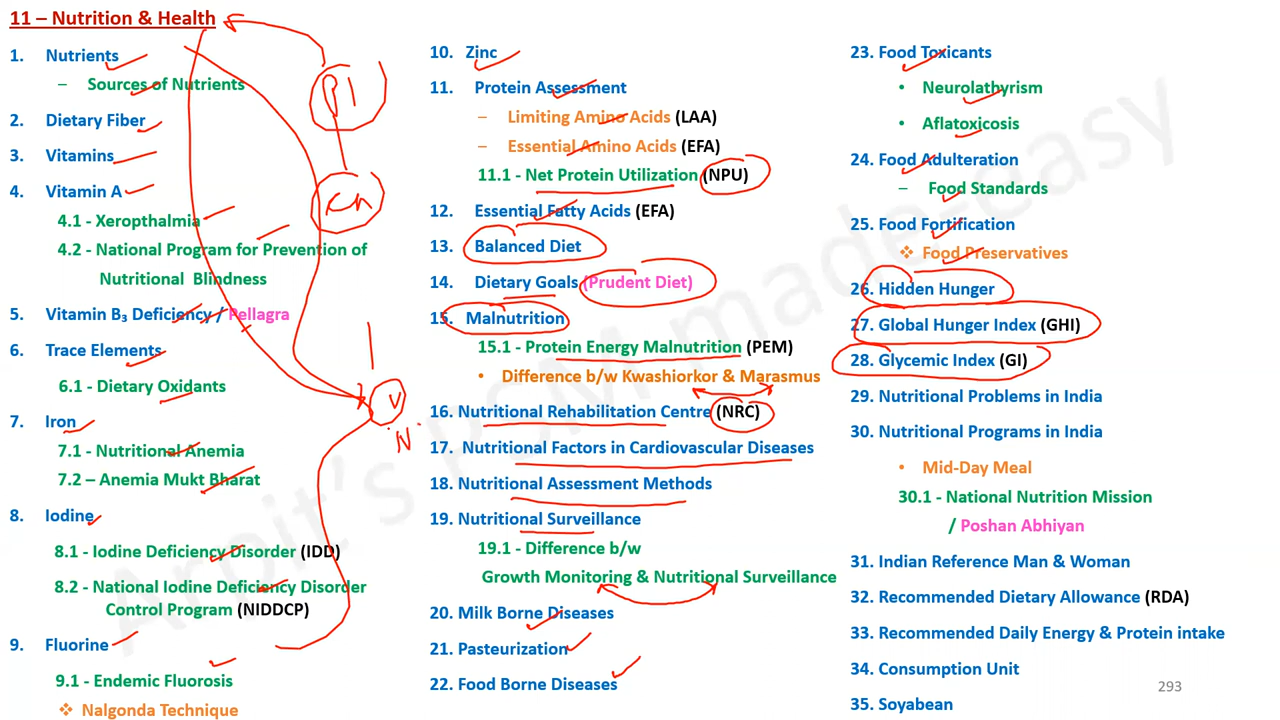 11 – Nutrition & Health
1. Nutrients
– Sources of Nutrients
2. Dietary Fiber
3. Vitamins
4. Vitamin A
4.1 - Xeropthalmia
4.2 - National Program for Prevention of
Nutritional Blindness
5. Vitamin B₃ Deficiency / Pellagra
6. Trace Elements
6.1 - Dietary Oxidants
7. Iron
7.1 - Nutritional Anemia
7.2 – Anemia Mukt Bharat
8. Iodine
8.1 - Iodine Deficiency Disorder (IDD)
8.2 - National Iodine Deficiency Disorder
Control Program (NIDDCP)
9. Fluorine
9.1 - Endemic Fluorosis
❖ Nalgonda Technique
10. Zinc
11. Protein Assessment
– Limiting Amino Acids (LAA)
– Essential Amino Acids (EFA)
11.1 - Net Protein Utilization (NPU)
12. Essential Fatty Acids (EFA)
13. Balanced Diet
14. Dietary Goals (Prudent Diet)
15. Malnutrition
15.1 - Protein Energy Malnutrition (PEM)
• Difference b/w Kwashiorkor & Marasmus
16. Nutritional Rehabilitation Centre (NRC)
17. Nutritional Factors in Cardiovascular Diseases
18. Nutritional Assessment Methods
19. Nutritional Surveillance
19.1 - Difference b/w
Growth Monitoring & Nutritional Surveillance
20. Milk Borne Diseases
21. Pasteurization
22. Food Borne Diseases
23. Food Toxicants
• Neurolathyrism
• Aflatoxicosis
24. Food Adulteration
– Food Standards
25. Food Fortification
❖ Food Preservatives
26. Hidden Hunger
27. Global Hunger Index (GHI)
28. Glycemic Index (GI)
29. Nutritional Problems in India
30. Nutritional Programs in India
• Mid-Day Meal
30.1 - National Nutrition Mission
/ Poshan Abhiyan
31. Indian Reference Man & Woman
32. Recommended Dietary Allowance (RDA)
33. Recommended Daily Energy & Protein intake
34. Consumption Unit
35. Soyabean
293
Arpit's PSM made easy